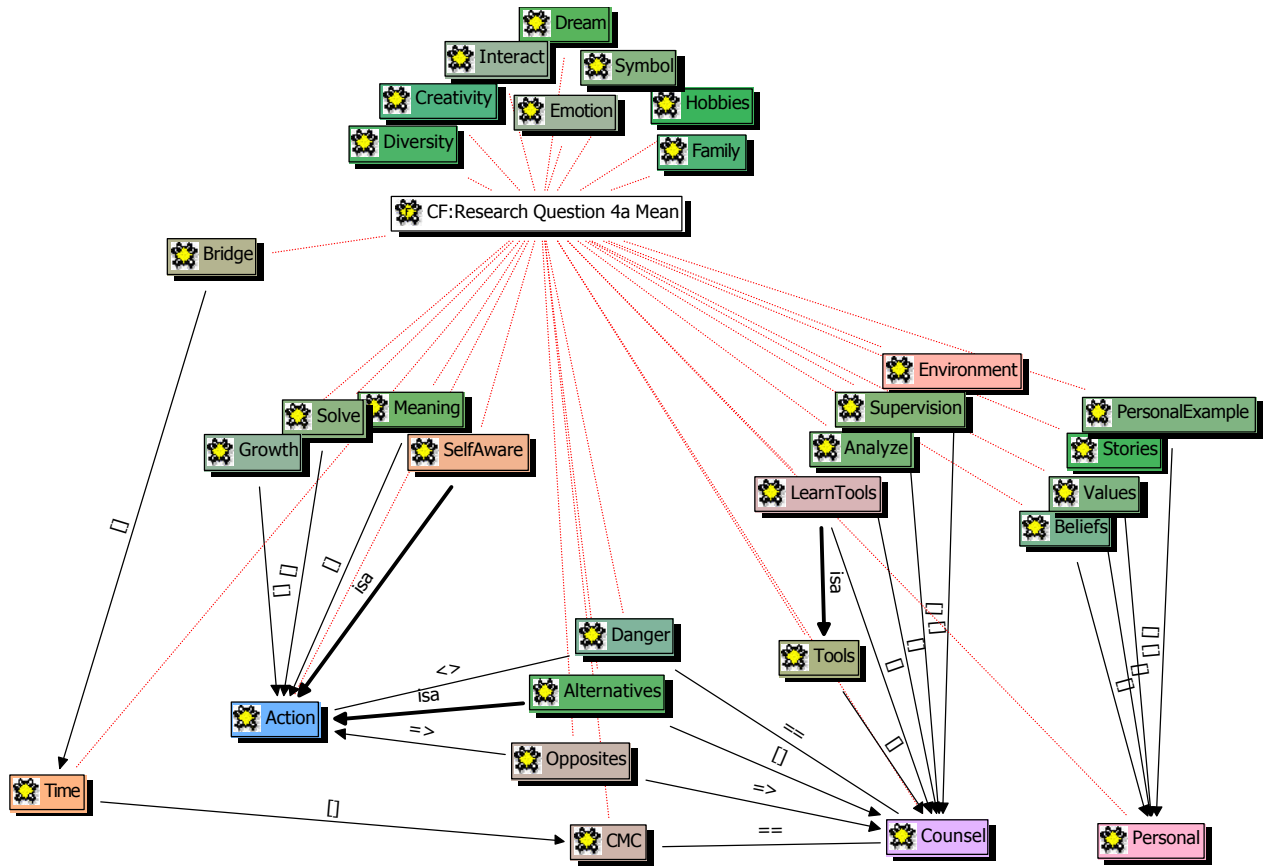 Dream
Interact
Symbol
Creativity
Emotion
Hobbies
Diversity
Family
CF:Research Question 4a Mean
Bridge
Environment
Solve
Meaning
Supervision
PersonalExample
Growth
SelfAware
Analyze
Stories
LearnTools
Values
Beliefs
[]
[]
[]
[]
isa
isa
[]
[]
[]
[]
[]
[]
[]
[]
Danger
Tools
<>
isa
Alternatives
Action
=>
==
[]
[]
Opposites
=>
Time
[]
CMC
==
Counsel
Personal